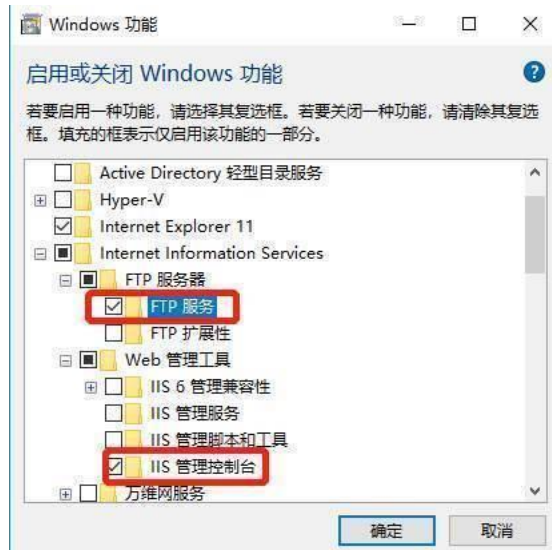 Windows 功能
启用或关闭 Windows 功能
若要启用一种功能，请选择其复选框。若要关闭一种功能，请清除其复选
框。填充的框表示仅启用该功能的一部分。
Active Directory 轻型目录服务
Hyper-V
Internet Explorer 11
Internet Information Services
FTP 服务器
FTP 服务
FTP 扩展性
Web 管理工具
IIS 6 管理兼容性
IIS 管理服务
IIS 管理脚本和工具
IIS 管理控制台
万维网服务
确定
取消